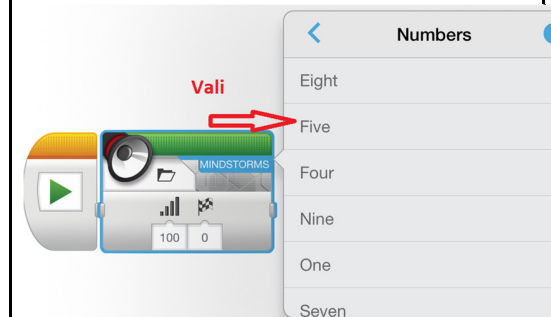 Numbers
Eight
Vali
Five
MINDSTORMS
Four
Nine
100 0
One
Seven